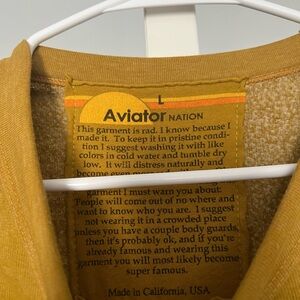 L
Aviator NATION
This garment is rad. I know because I
made it. To keep it in pristine condi-
tion I suggest washing it with like
colors in cold water and tumble dry
low. It will distress naturally and
become even
garment I must warn you about:
People will come out of no where and
want to know who you are. I suggest
not wearing it in a crowded place
unless you have a couple body guards,
then it's probably ok, and if you're
already famous and wearing this
garment you will most likely become
super famous.
Made in California, USA